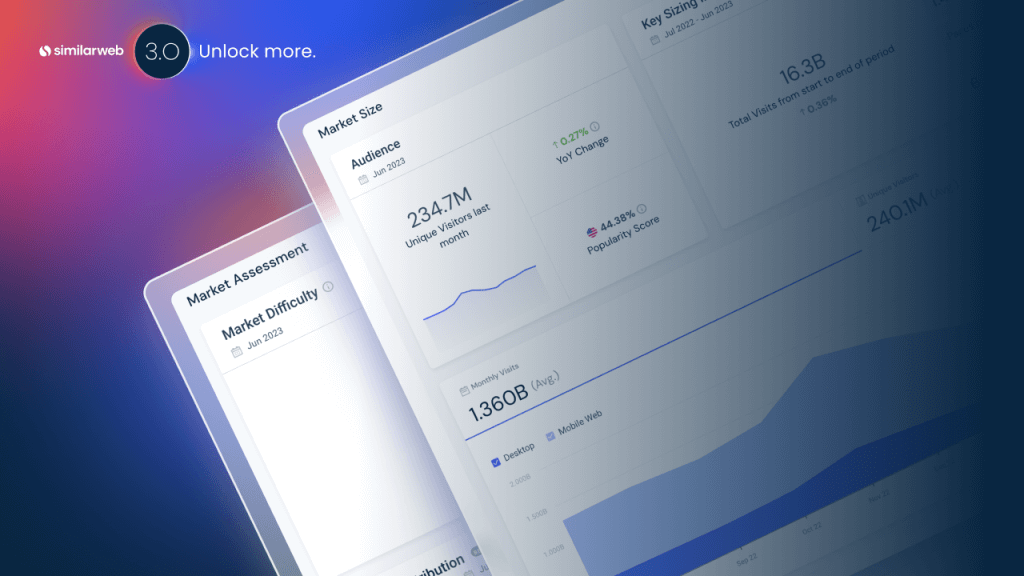 similarweb
3.0
Unlock more.
Market Size
Audience
Jun 2023
234.7M
Unique Visitors last
month
↑ 0.27%
YoY Change
44.38%
Popularity Score
Key Sizing
Jul 2022 - Jun 2023
16.3B
Total Visits from start to end of period
↑ 0.36%
Unique Visitors
240.1M (Avg.)
Monthly Visits
1.360B (Avg.)
Desktop
Mobile Web
2.000B
1.500B
1.000B
Sep 22
Oct 22
Nov 22
Market Assessment
Market Difficulty
Jun 2023
ribution